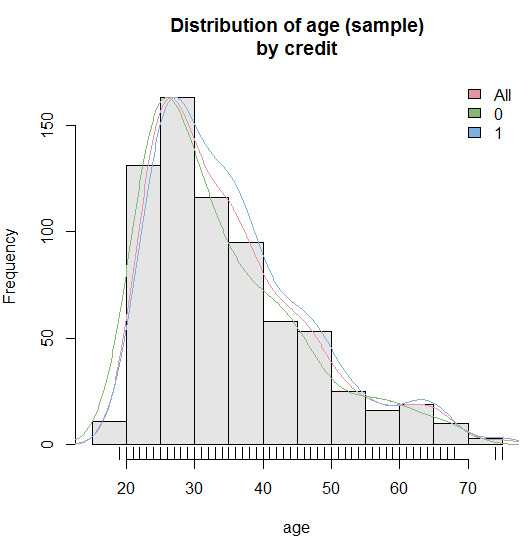 Distribution of age (sample)
by credit
All
0
1
Frequency
150
100
50
0
20 30 40 50 60 70
age